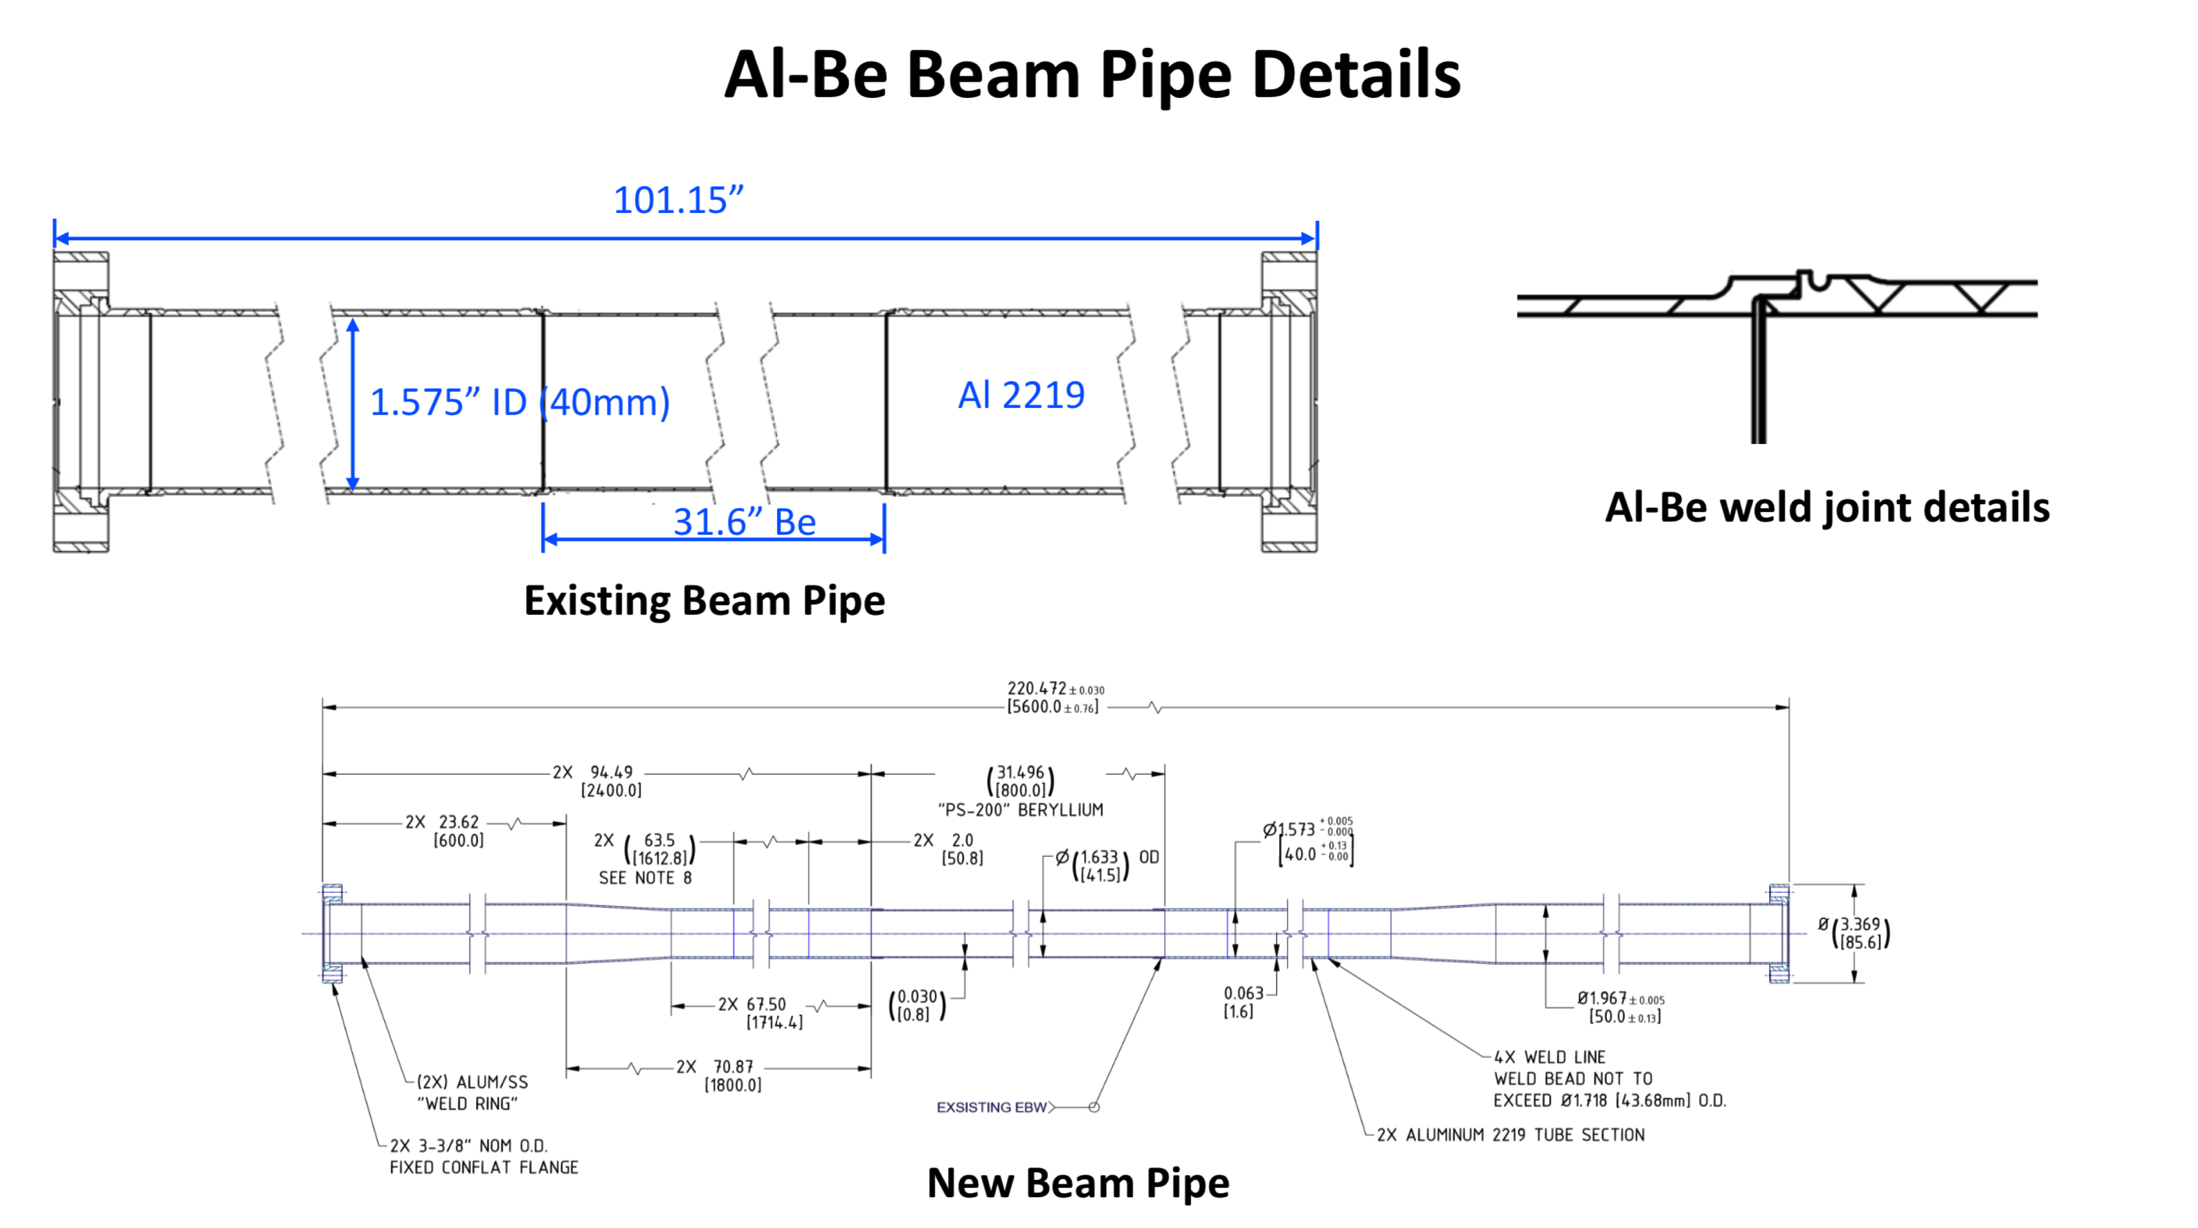 Al-Be Beam Pipe Details
101.15”
1.575” ID (40mm)
Al 2219
31.6” Be
Existing Beam Pipe
Al-Be weld joint details
220.472 ± 0.030
[5600.0 ± 0.76]
2X 94.49
[2400.0]
(31.496)
([800.0])
"PS-200" BERYLLIUM
2X 23.62
[600.0]
2X (63.5)
([1612.8])
SEE NOTE 8
2X 2.0
[50.8]
Ø(1.633) OD
([41.5])
Ø1.573 +0.005 -0.000
[40.0 +0.13 -0.00]
Ø(3.369)
([85.6])
2X 67.50
[1714.4]
(0.030)
([0.8])
0.063
[1.6]
Ø1.967 ± 0.005
[50.0 ± 0.13]
2X 70.87
[1800.0]
(2X) ALUM/SS
"WELD RING"
EXSISTING EBW
4X WELD LINE
WELD BEAD NOT TO
EXCEED Ø1.718 [43.68mm] O.D.
2X 3-3/8" NOM O.D.
FIXED CONFLAT FLANGE
2X ALUMINUM 2219 TUBE SECTION
New Beam Pipe